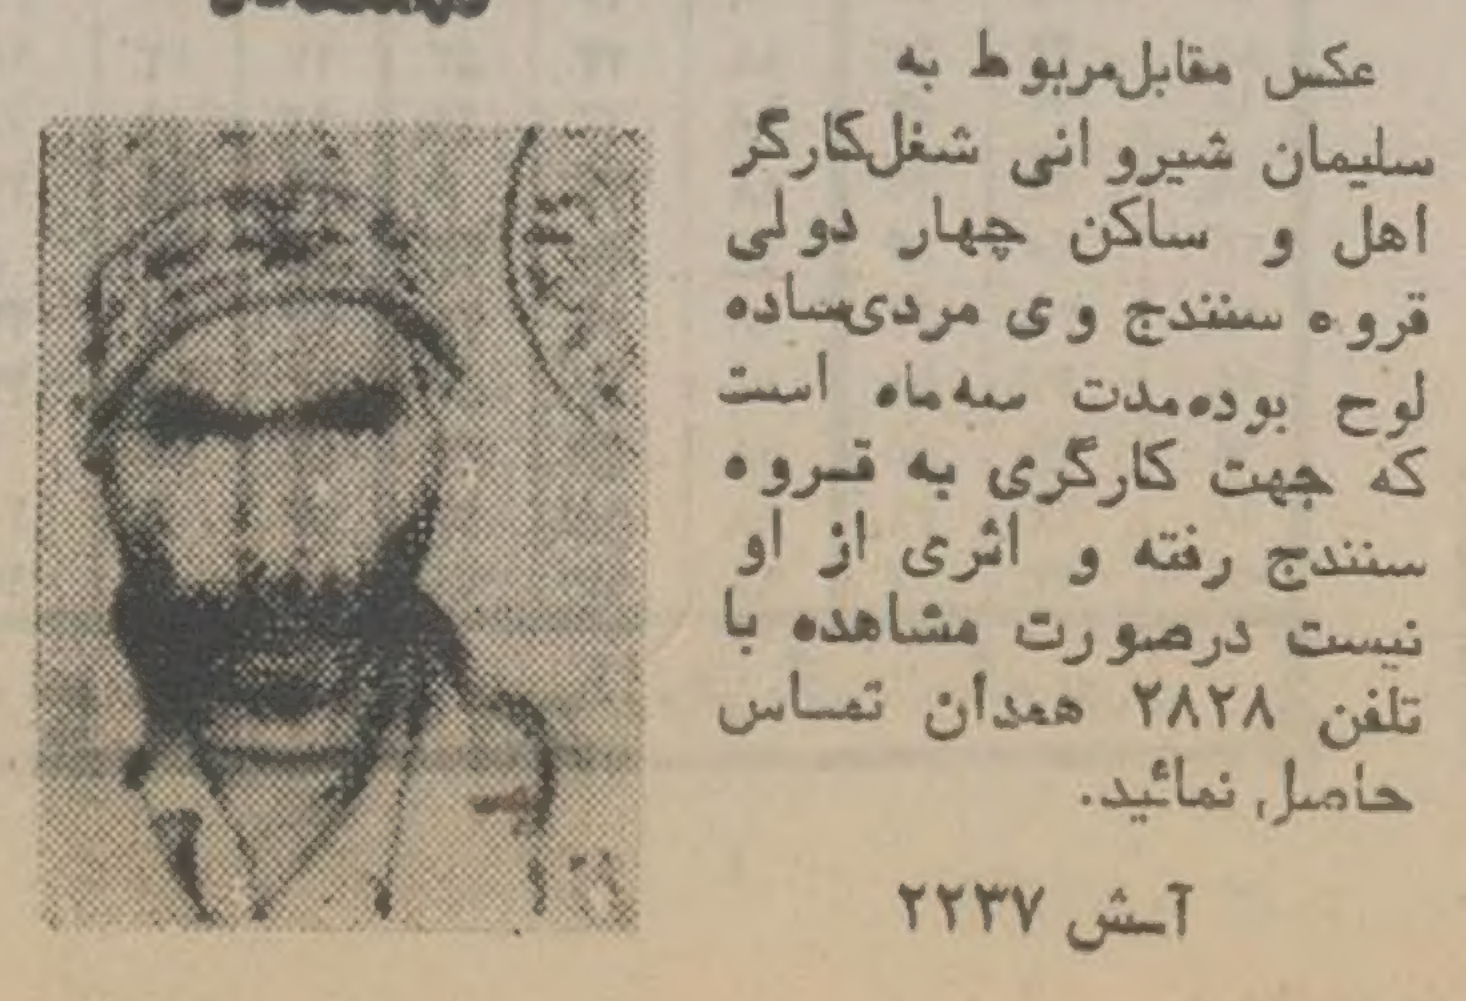 عکس مقابل مربوط به
سلیمان شیروانی شغل کارگر
اهل و ساکن چهار دولی
قروه سنندج وی مردی ساده
لوح بوده مدت سه ماه است
که جهت کارگری به قروه
سنندج رفته و اثری از او
نیست درصورت مشاهده با
تلفن ۲۸۲۸ همدان تماس
حاصل نمائید.
آـش ۲۲۳۷